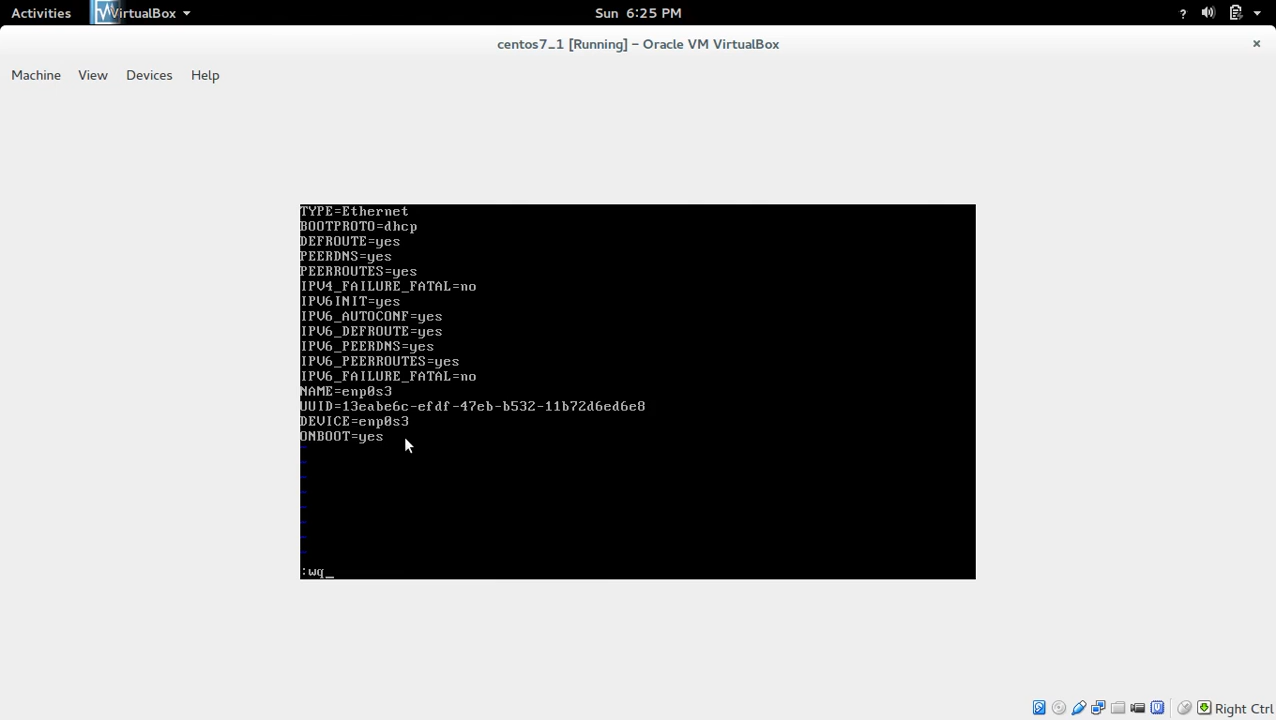 Activities VirtualBox Sun 6:25 PM ?
centos7_1 [Running] – Oracle VM VirtualBox ×
Machine View Devices Help
TYPE=Ethernet
BOOTPROTO=dhcp
DEFROUTE=yes
PEERDNS=yes
PEERROUTES=yes
IPV4_FAILURE_FATAL=no
IPV6INIT=yes
IPV6_AUTOCONF=yes
IPV6_DEFROUTE=yes
IPV6_PEERDNS=yes
IPV6_PEERROUTES=yes
IPV6_FAILURE_FATAL=no
NAME=enp0s3
UUID=13eabe6c-efdf-47eb-b532-11b72d6ed6e8
DEVICE=enp0s3
ONBOOT=yes
~
~
~
~
~
~
~
~
:wq_
Right Ctrl